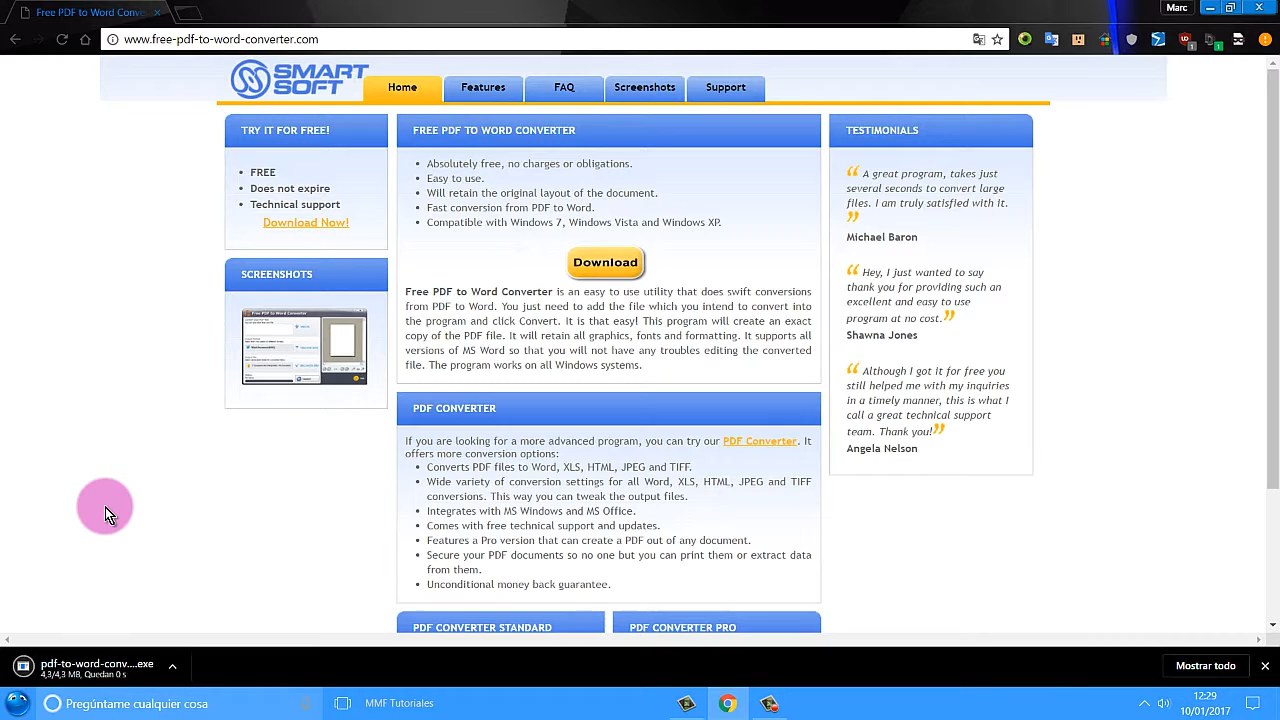 Free PDF to Word Conve
Marc
www.free-pdf-to-word-converter.com
SMART
SOFT
Home
Features
FAQ
Screenshots
Support
TRY IT FOR FREE!
• FREE
• Does not expire
• Technical support
Download Now!
SCREENSHOTS
FREE PDF TO WORD CONVERTER
• Absolutely free, no charges or obligations.
• Easy to use.
• Will retain the original layout of the document.
• Fast conversion from PDF to Word.
• Compatible with Windows 7, Windows Vista and Windows XP.
Download
Free PDF to Word Converter is an easy to use utility that does swift conversions
from PDF to Word. You just need to add the file which you intend to convert into
the program and click Convert. It is that easy! This program will create an exact
copy of the PDF file. It will retain all graphics, fonts and formatting. It supports all
versions of MS Word so that you will not have any troubles editing the converted
file. The program works on all Windows systems.
PDF CONVERTER
If you are looking for a more advanced program, you can try our PDF Converter. It
offers more conversion options:
• Converts PDF files to Word, XLS, HTML, JPEG and TIFF.
• Wide variety of conversion settings for all Word, XLS, HTML, JPEG and TIFF
conversions. This way you can tweak the output files.
• Integrates with MS Windows and MS Office.
• Comes with free technical support and updates.
• Features a Pro version that can create a PDF out of any document.
• Secure your PDF documents so no one but you can print them or extract data
from them.
• Unconditional money back guarantee.
PDF CONVERTER STANDARD
PDF CONVERTER PRO
TESTIMONIALS
“ A great program, takes just
several seconds to convert large
files. I am truly satisfied with it.
”
Michael Baron
“ Hey, I just wanted to say
thank you for providing such an
excellent and easy to use
program at no cost. ”
Shawna Jones
“ Although I got it for free you
still helped me with my inquiries
in a timely manner, this is what I
call a great technical support
team. Thank you! ”
Angela Nelson
pdf-to-word-conv....exe
4,3/4,3 MB, Quedan 0 s
Mostrar todo
Pregúntame cualquier cosa
MMF Tutoriales
12:29
10/01/2017